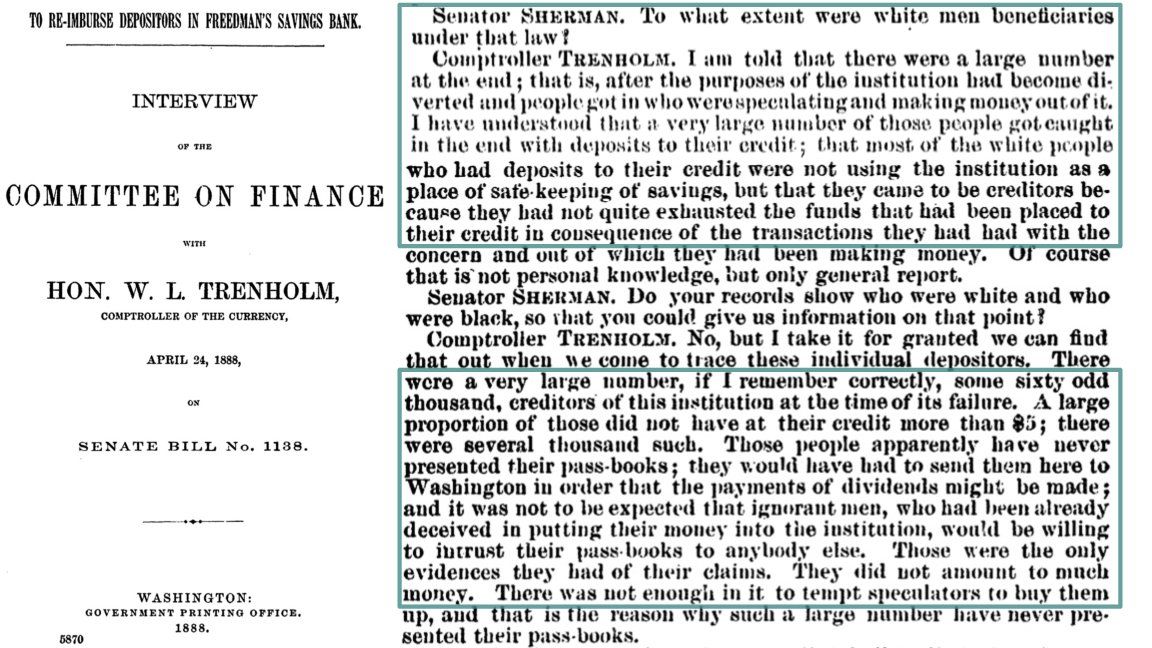 TO RE-IMBURSE DEPOSITORS IN FREEDMAN'S SAVINGS BANK.
INTERVIEW
OF THE
COMMITTEE ON FINANCE
WITH
HON. W. L. TRENHOLM,
COMPTROLLER OF THE CURRENCY,
APRIL 24, 1888,
ON
SENATE BILL No. 1138.
WASHINGTON:
GOVERNMENT PRINTING OFFICE.
1888.
5870
Senator SHERMAN. To what extent were white men beneficiaries
under that law?
Comptroller TRENHOLM. I am told that there were a large number
at the end; that is, after the purposes of the institution had become di-
verted and people got in who were speculating and making money out of it.
I have understood that a very large number of those people got caught
in the end with deposits to their credit; that most of the white people
who had deposits to their credit were not using the institution as a
place of safe-keeping of savings, but that they came to be creditors be-
cause they had not quite exhausted the funds that had been placed to
their credit in consequence of the transactions they had had with the
concern and out of which they had been making money. Of course
that is not personal knowledge, but only general report.
Senator SHERMAN. Do your records show who were white and who
were black, so that you could give us information on that point?
Comptroller TRENHOLM. No, but I take it for granted we can find
that out when we come to trace these individual depositors. There
were a very large number, if I remember correctly, some sixty odd
thousand, creditors of this institution at the time of its failure. A large
proportion of those did not have at their credit more than $5; there
were several thousand such. Those people apparently have never
presented their pass-books; they would have had to send them here to
Washington in order that the payments of dividends might be made;
and it was not to be expected that ignorant men, who had been already
deceived in putting their money into the institution, would be willing
to intrust their pass-books to anybody else. Those were the only
evidences they had of their claims. They did not amount to much
money. There was not enough in it to tempt speculators to buy them
up, and that is the reason why such a large number have never pre-
sented their pass-books.